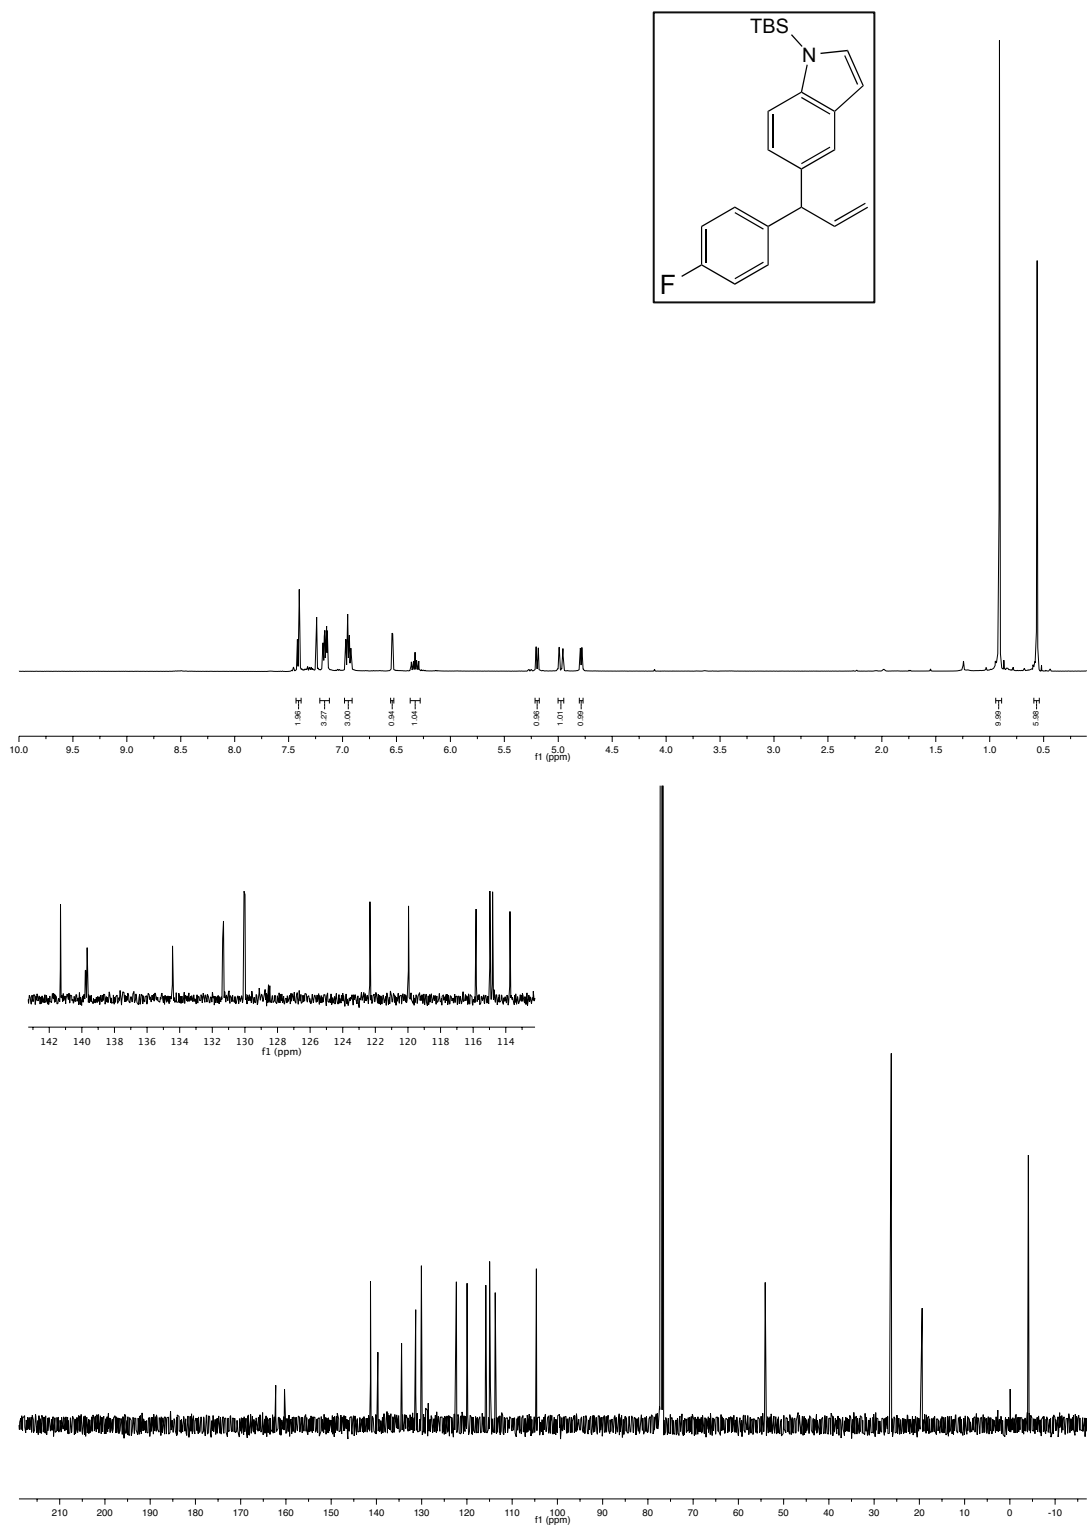 TBS
N
F
1.96 3.27 3.00 0.94 1.04 0.96 1.01 0.99 9.99 5.98
10.0 9.5 9.0 8.5 8.0 7.5 7.0 6.5 6.0 5.5 5.0 4.5 4.0 3.5 3.0 2.5 2.0 1.5 1.0 0.5
f1 (ppm)
142 140 138 136 134 132 130 128 126 124 122 120 118 116 114
f1 (ppm)
210 200 190 180 170 160 150 140 130 120 110 100 90 80 70 60 50 40 30 20 10 0 -10
f1 (ppm)